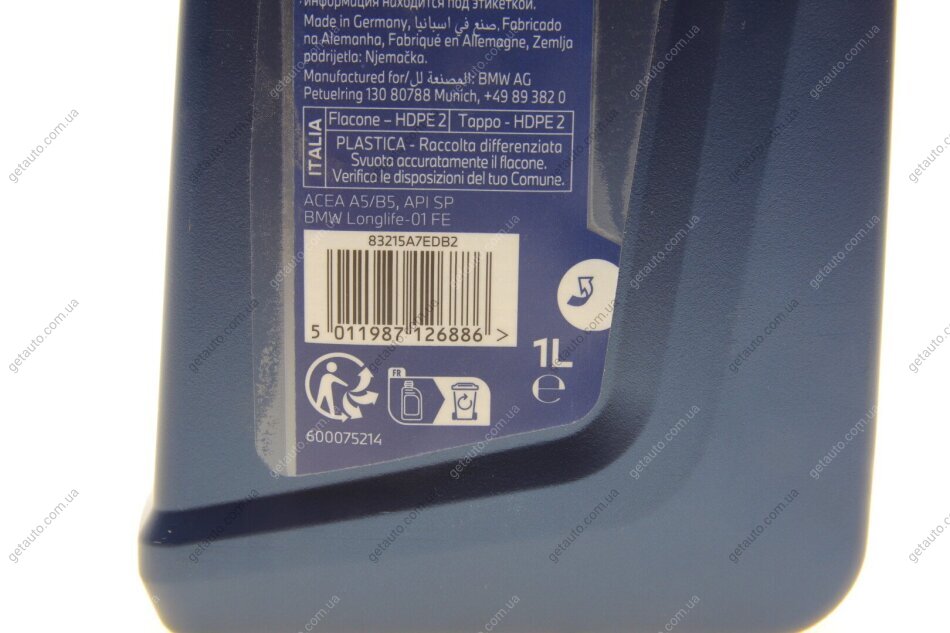 информация находится под этикеткой.
Made in Germany, صنع في اسبانيا, Fabricado
na Alemanha, Fabriqué en Allemagne, Zemlja
podrijetla: Njemačka.
Manufactured for/المصنعة لل: BMW AG
Petuelring 130 80788 Munich, +49 89 382 0
ITALIA
Flacone – HDPE 2 Tappo - HDPE 2
PLASTICA - Raccolta differenziata
Svuota accuratamente il flacone.
Verifica le disposizioni del tuo Comune.
ACEA A5/B5, API SP
BMW Longlife-01 FE
83215A7EDB2
5 011987 126886 >
1L
℮
FR
600075214
getauto.com.ua